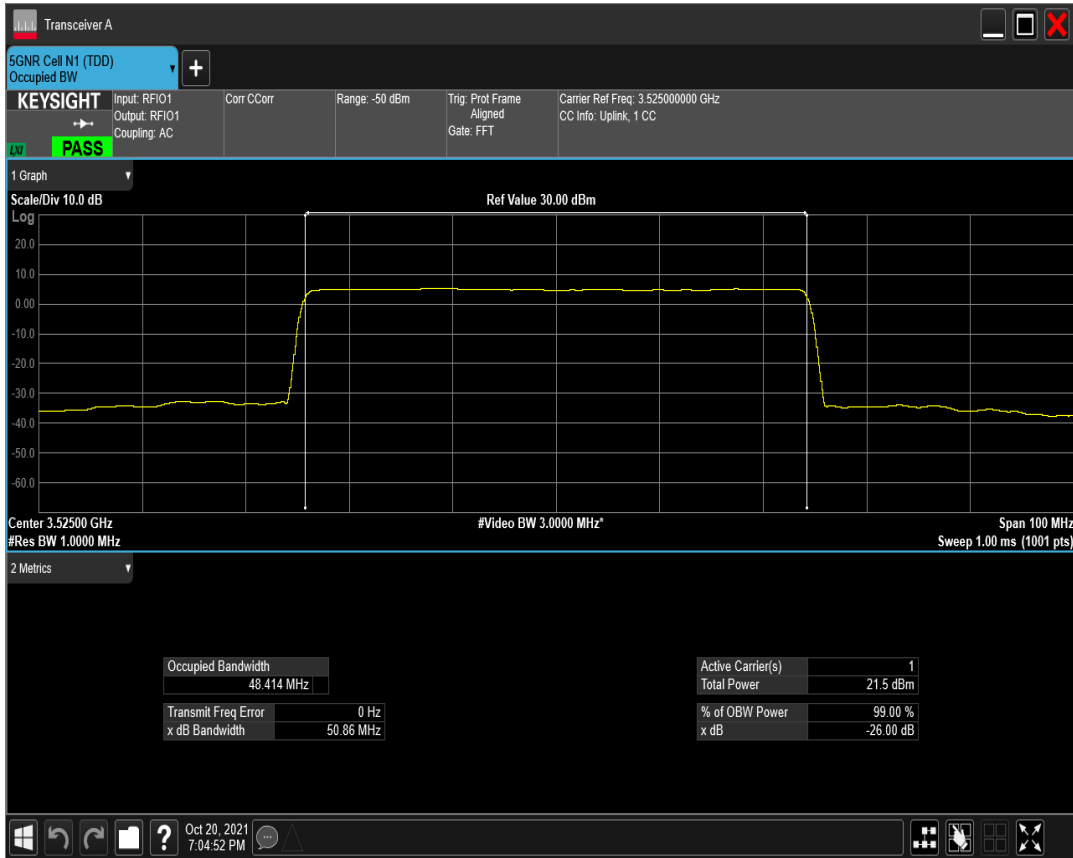 Transceiver A
5GNR Cell N1 (TDD)
Occupied BW
KEYSIGHT
LXI
PASS
Input: RFIO1
Output: RFIO1
Coupling: AC
Corr CCorr
Range: -50 dBm
Trig: Prot Frame
Aligned
Gate: FFT
Carrier Ref Freq: 3.525000000 GHz
CC Info: Uplink, 1 CC
1 Graph
Scale/Div 10.0 dB
Ref Value 30.00 dBm
Log
20.0
10.0
0.00
-10.0
-20.0
-30.0
-40.0
-50.0
-60.0
Center 3.52500 GHz
#Video BW 3.0000 MHz*
Span 100 MHz
#Res BW 1.0000 MHz
Sweep 1.00 ms (1001 pts)
2 Metrics
Occupied Bandwidth
48.414 MHz
Transmit Freq Error 0 Hz
x dB Bandwidth 50.86 MHz
Active Carrier(s) 1
Total Power 21.5 dBm
% of OBW Power 99.00 %
x dB -26.00 dB
?
Oct 20, 2021
7:04:52 PM